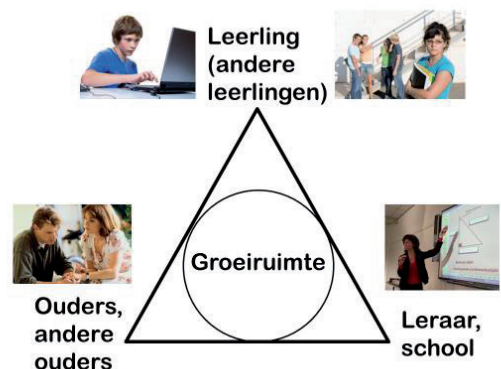 Leerling
(andere
leerlingen)
Groeiruimte
Ouders,
andere
ouders
Leraar,
school